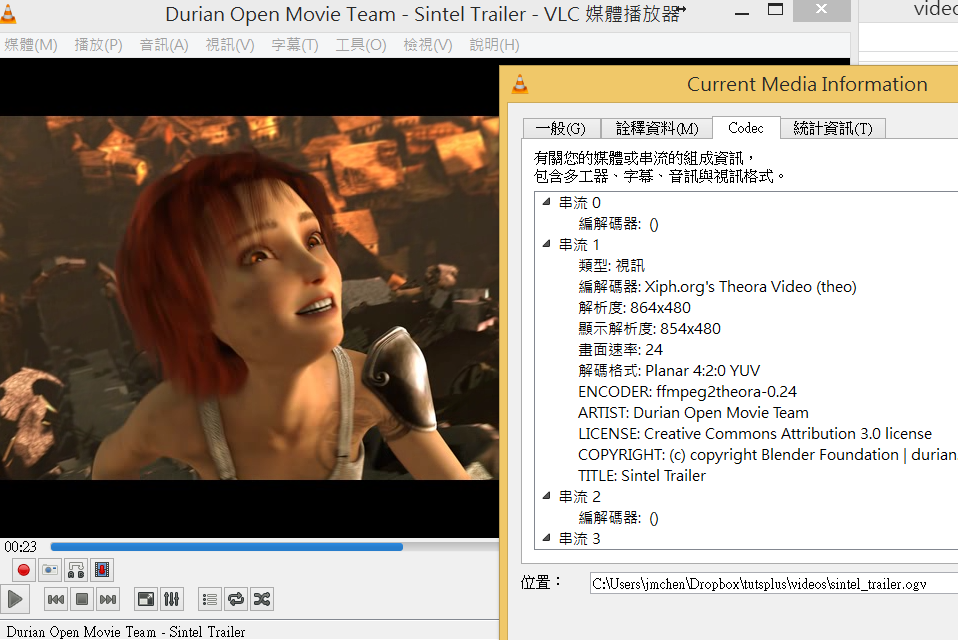 Durian Open Movie Team - Sintel Trailer - VLC 媒體播放器
媒體(M) 播放(P) 音訊(A) 視訊(V) 字幕(T) 工具(O) 檢視(V) 說明(H)
video
Current Media Information
一般(G) 詮釋資料(M) Codec 統計資訊(T)
有關您的媒體或串流的組成資訊，
包含多工器、字幕、音訊與視訊格式。
串流 0
編解碼器: ()
串流 1
類型: 視訊
編解碼器: Xiph.org's Theora Video (theo)
解析度: 864x480
顯示解析度: 854x480
畫面速率: 24
解碼格式: Planar 4:2:0 YUV
ENCODER: ffmpeg2theora-0.24
ARTIST: Durian Open Movie Team
LICENSE: Creative Commons Attribution 3.0 license
COPYRIGHT: (c) copyright Blender Foundation | durian
TITLE: Sintel Trailer
串流 2
編解碼器: ()
串流 3
位置：
C:\Users\jmchen\Dropbox\tutsplus\videos\sintel_trailer.ogv
00:23
Durian Open Movie Team - Sintel Trailer